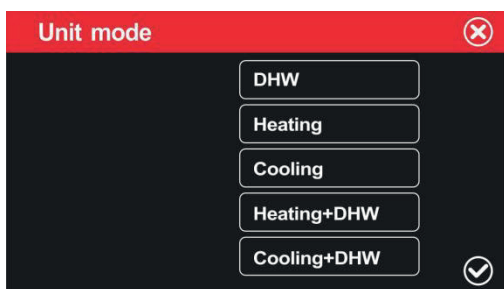 Unit mode
DHW
Heating
Cooling
Heating+DHW
Cooling+DHW